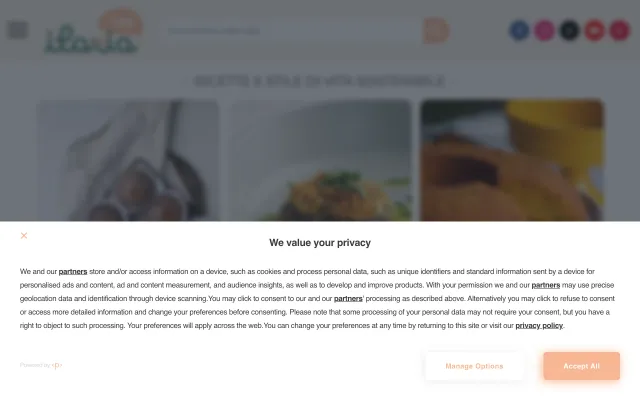 ilaria
RICETTE E STILE DI VITA SOSTENIBILE
We value your privacy
We and our partners store and/or access information on a device, such as cookies and process personal data, such as unique identifiers and standard information sent by a device for
personalised ads and content, ad and content measurement, and audience insights, as well as to develop and improve products. With your permission we and our partners may use precise
geolocation data and identification through device scanning.You may click to consent to our and our partners' processing as described above. Alternatively you may click to refuse to consent
or access more detailed information and change your preferences before consenting. Please note that some processing of your personal data may not require your consent, but you have a
right to object to such processing. Your preferences will apply across the web.You can change your preferences at any time by returning to this site or visit our privacy policy.
Powered by
Manage Options
Accept All